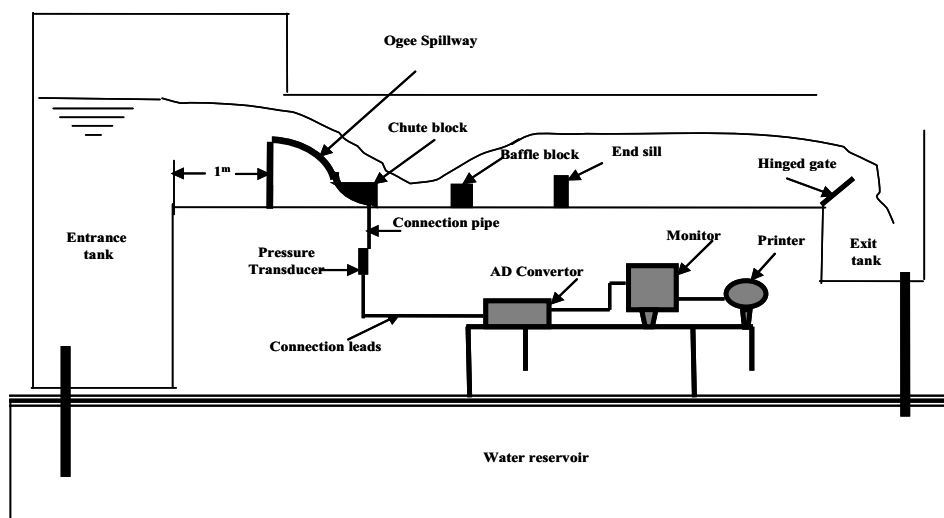 Ogee Spillway
Chute block
Baffle block
End sill
Hinged gate
1m
Connection pipe
Entrance
tank
Pressure
Transducer
Monitor
Printer
Exit
tank
AD Convertor
Connection leads
Water reservoir